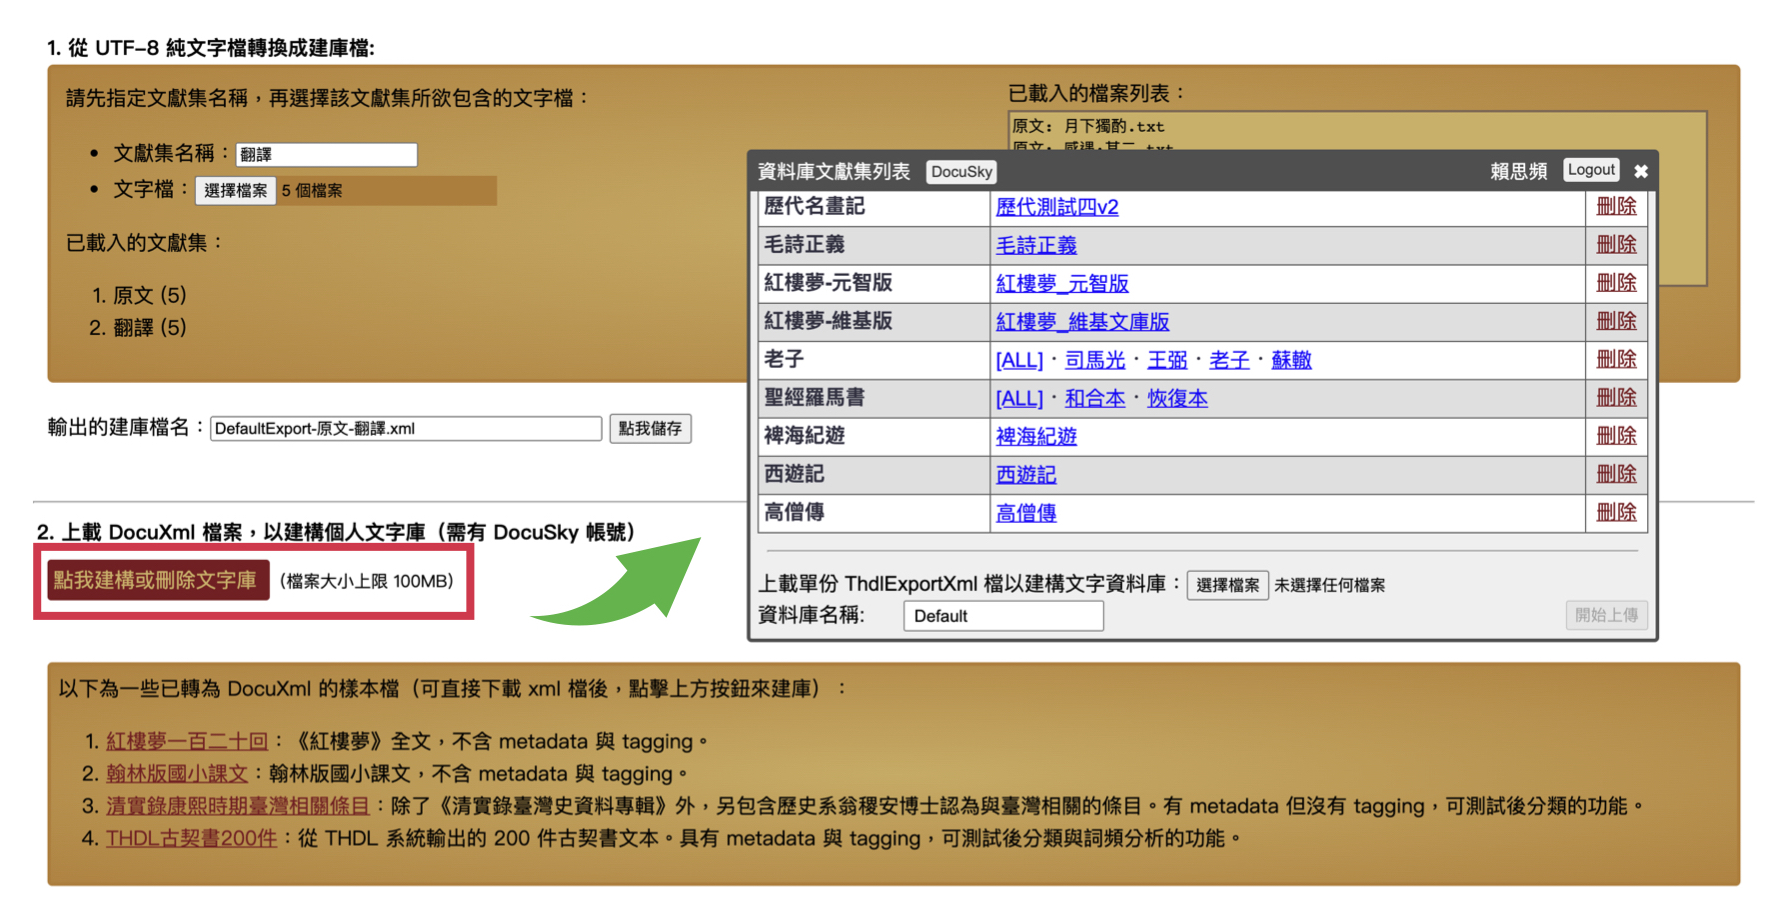 1. 從 UTF-8 純文字檔轉換成建庫檔:
請先指定文獻集名稱，再選擇該文獻集所欲包含的文字檔：
• 文獻集名稱： 翻譯
• 文字檔： 選擇檔案 5 個檔案
已載入的文獻集：
1. 原文 (5)
2. 翻譯 (5)
已載入的檔案列表：
原文: 月下獨酌.txt
原文: 感遇·其二.txt
輸出的建庫檔名： DefaultExport-原文-翻譯.xml 點我儲存
2. 上載 DocuXml 檔案，以建構個人文字庫（需有 DocuSky 帳號）
點我建構或刪除文字庫 (檔案大小上限 100MB)
資料庫文獻集列表 DocuSky 賴思頻 Logout ✖
歷代名畫記 歷代測試四v2 刪除
毛詩正義 毛詩正義 刪除
紅樓夢-元智版 紅樓夢_元智版 刪除
紅樓夢-維基版 紅樓夢_維基文庫版 刪除
老子 [ALL]・司馬光・王弼・老子・蘇轍 刪除
聖經羅馬書 [ALL]・和合本・恢復本 刪除
裨海紀遊 裨海紀遊 刪除
西遊記 西遊記 刪除
高僧傳 高僧傳 刪除
上載單份 ThdlExportXml 檔以建構文字資料庫： 選擇檔案 未選擇任何檔案
資料庫名稱: Default 開始上傳
以下為一些已轉為 DocuXml 的樣本檔（可直接下載 xml 檔後，點擊上方按鈕來建庫）：
1. 紅樓夢一百二十回：《紅樓夢》全文，不含 metadata 與 tagging。
2. 翰林版國小課文：翰林版國小課文，不含 metadata 與 tagging。
3. 清實錄康熙時期臺灣相關條目：除了《清實錄臺灣史資料專輯》外，另包含歷史系翁稷安博士認為與臺灣相關的條目。有 metadata 但沒有 tagging，可測試後分類的功能。
4. THDL古契書200件：從 THDL 系統輸出的 200 件古契書文本。具有 metadata 與 tagging，可測試後分類與詞頻分析的功能。